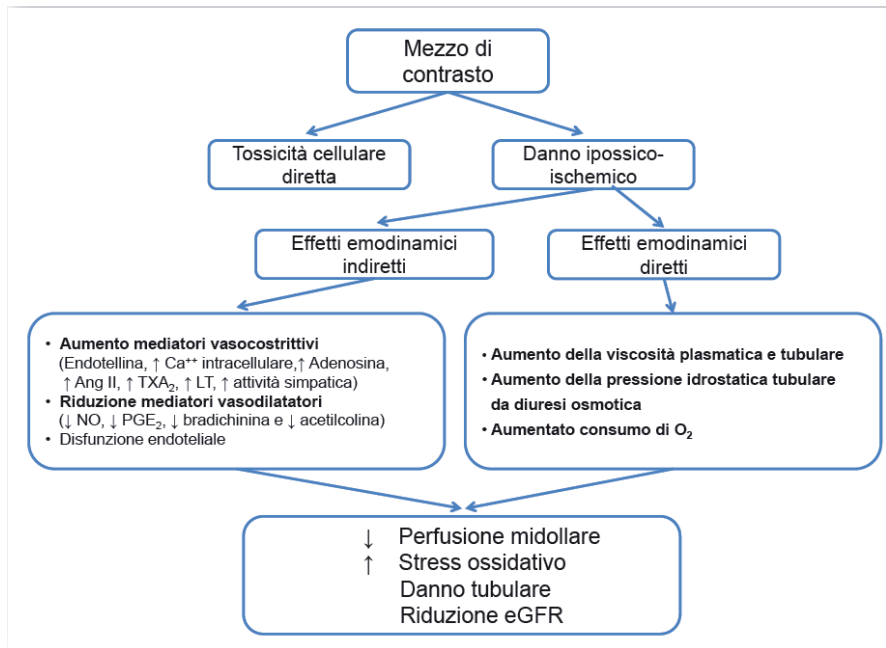 Mezzo di
contrasto
Tossicità cellulare
diretta
Danno ipossico-
ischemico
Effetti emodinamici
indiretti
Effetti emodinamici
diretti
• Aumento mediatori vasocostrittivi
(Endotellina, ↑ Ca⁺⁺ intracellulare,↑ Adenosina,
↑ Ang II, ↑ TXA₂, ↑ LT, ↑ attività simpatica)
• Riduzione mediatori vasodilatatori
(↓ NO, ↓ PGE₂, ↓ bradichinina e ↓ acetilcolina)
• Disfunzione endoteliale
• Aumento della viscosità plasmatica e tubulare
• Aumento della pressione idrostatica tubulare
da diuresi osmotica
• Aumentato consumo di O₂
↓ Perfusione midollare
↑ Stress ossidativo
Danno tubulare
Riduzione eGFR